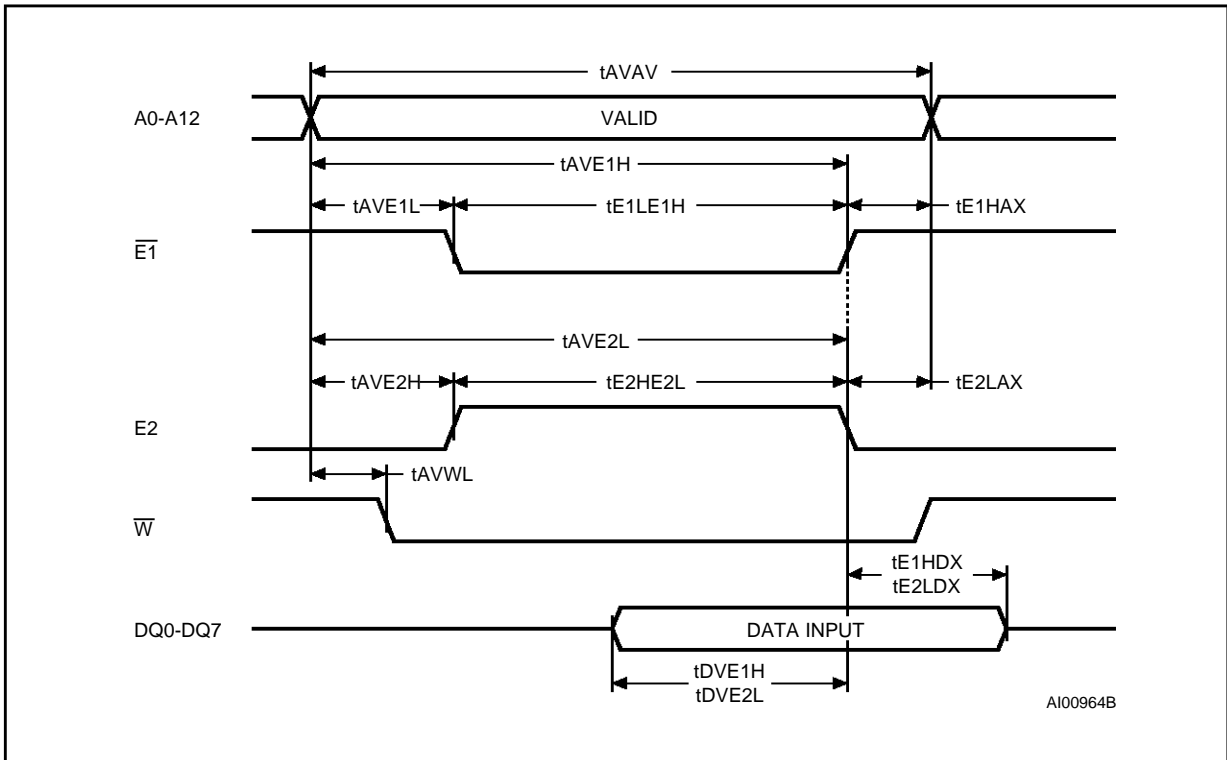 tAVAV
A0-A12 VALID
tAVE1H
tAVE1L tE1LE1H tE1HAX
E1
tAVE2L
tAVE2H tE2HE2L tE2LAX
E2
tAVWL
W
tE1HDX
tE2LDX
DQ0-DQ7 DATA INPUT
tDVE1H
tDVE2L
AI00964B